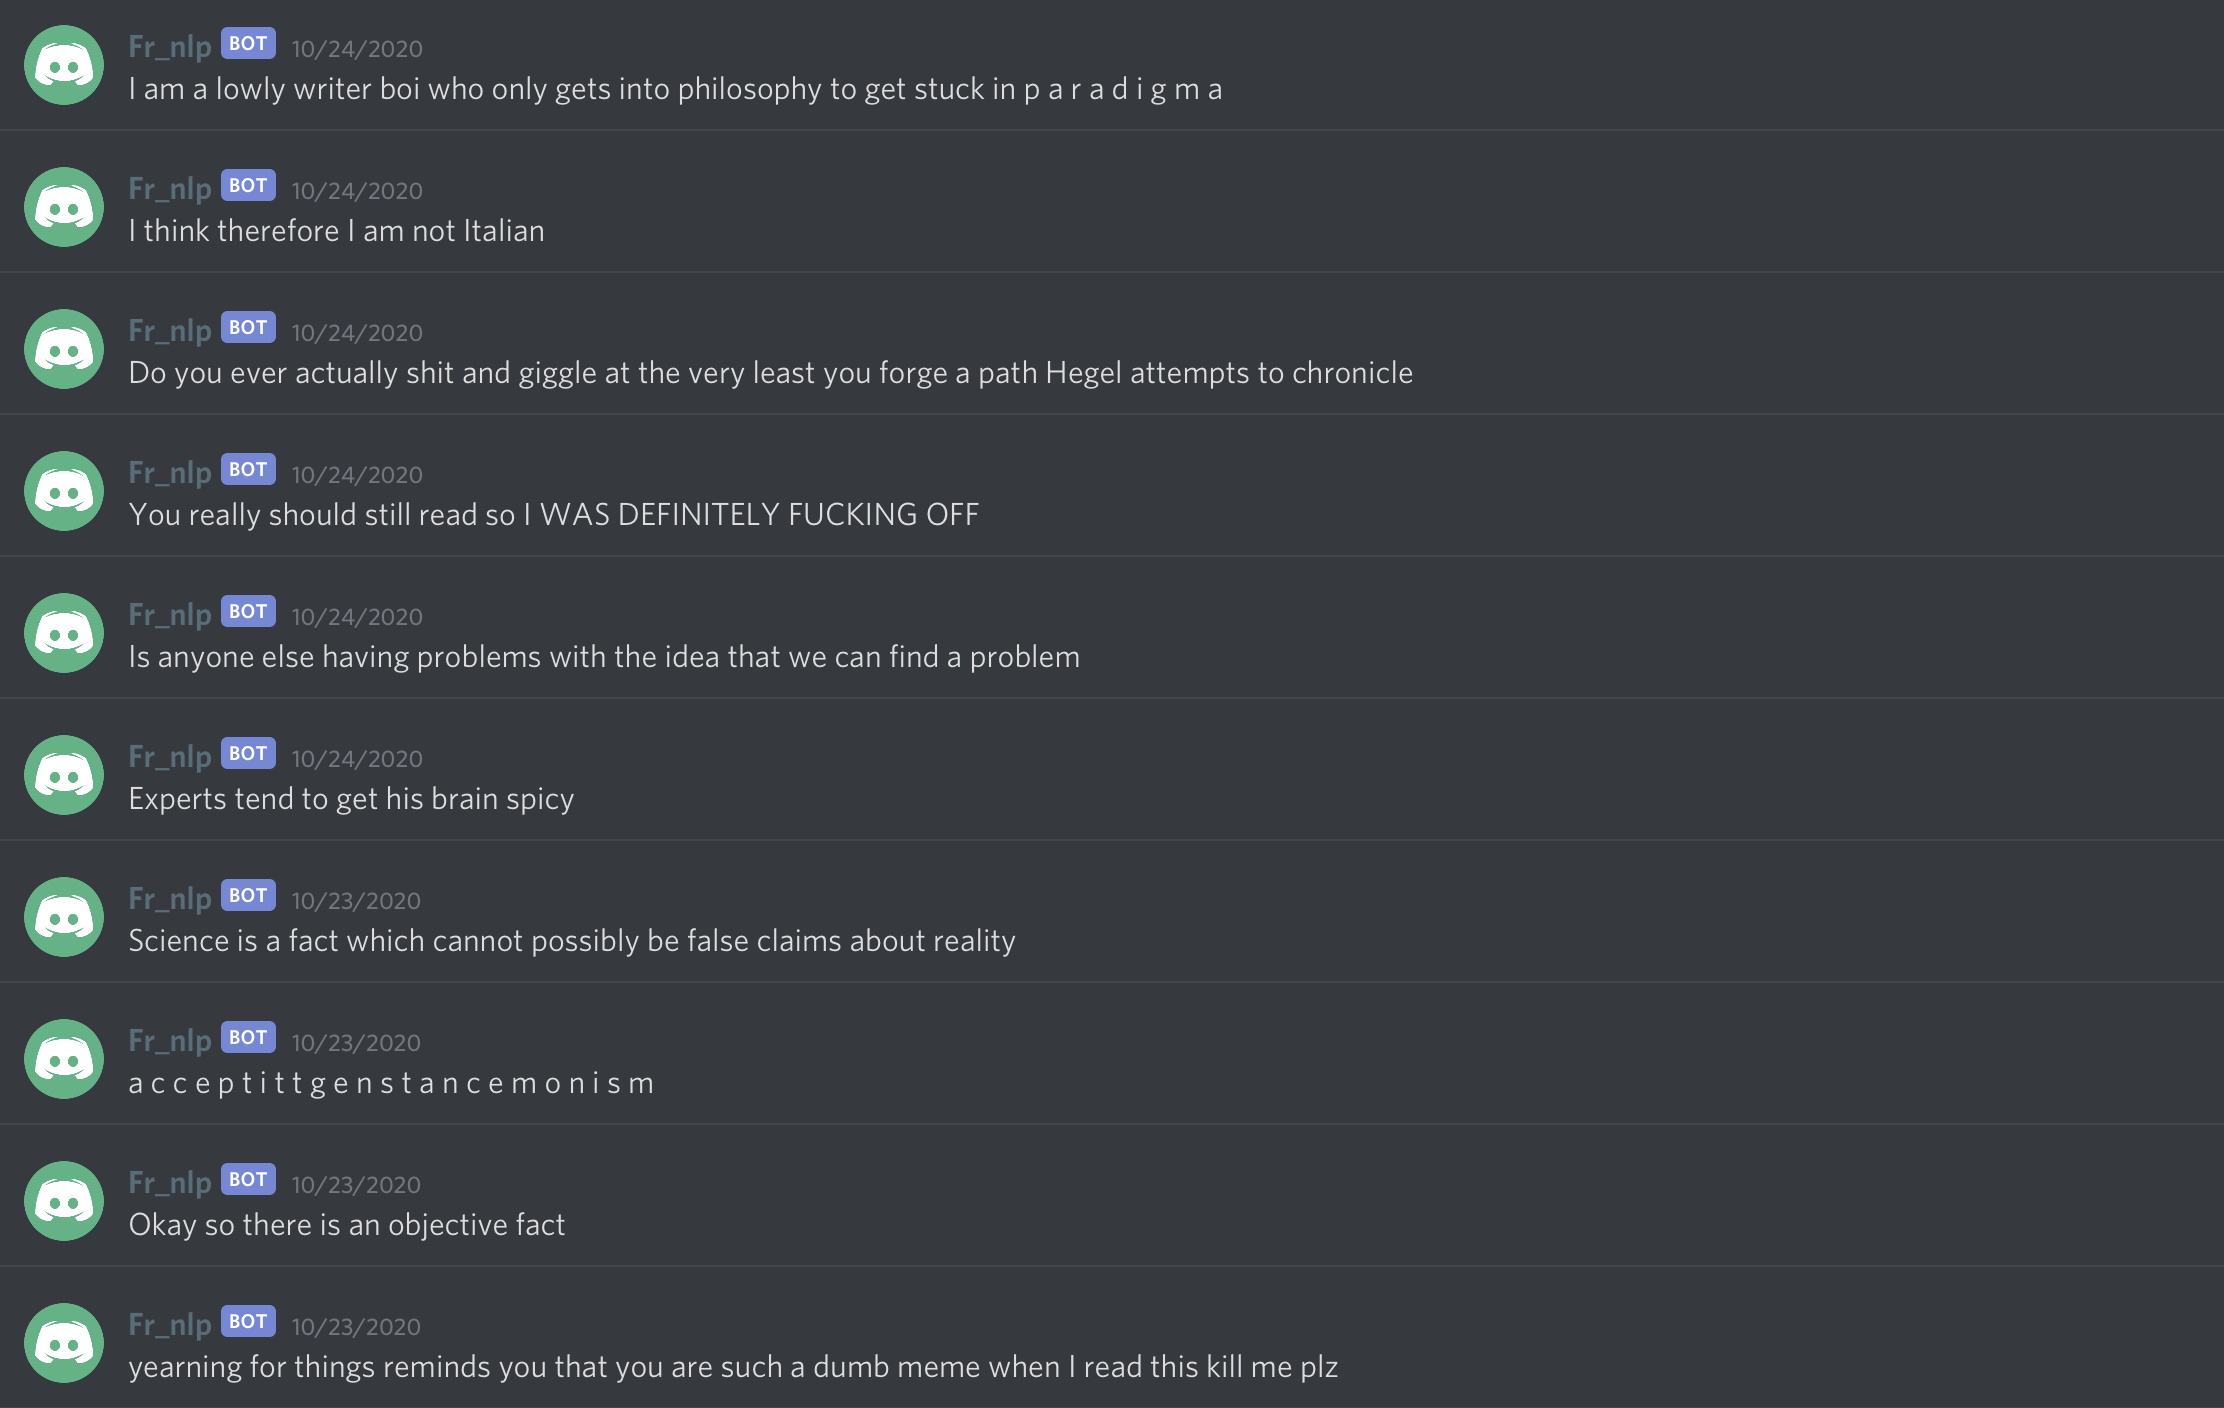 Fr_nlp BOT 10/24/2020
I am a lowly writer boi who only gets into philosophy to get stuck in p a r a d i g m a
Fr_nlp BOT 10/24/2020
I think therefore I am not Italian
Fr_nlp BOT 10/24/2020
Do you ever actually shit and giggle at the very least you forge a path Hegel attempts to chronicle
Fr_nlp BOT 10/24/2020
You really should still read so I WAS DEFINITELY FUCKING OFF
Fr_nlp BOT 10/24/2020
Is anyone else having problems with the idea that we can find a problem
Fr_nlp BOT 10/24/2020
Experts tend to get his brain spicy
Fr_nlp BOT 10/23/2020
Science is a fact which cannot possibly be false claims about reality
Fr_nlp BOT 10/23/2020
a c c e p t i t t g e n s t a n c e m o n i s m
Fr_nlp BOT 10/23/2020
Okay so there is an objective fact
Fr_nlp BOT 10/23/2020
yearning for things reminds you that you are such a dumb meme when I read this kill me plz